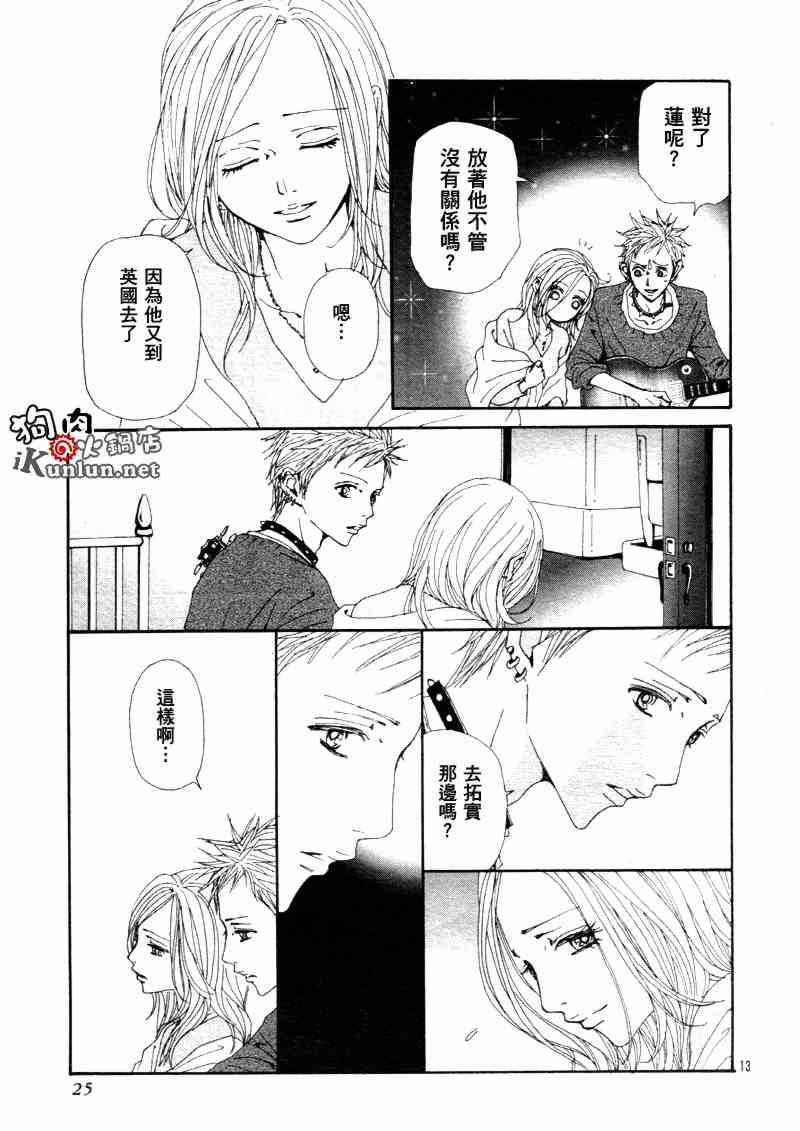 對了
蓮呢?
放著他不管
沒有關係嗎?
嗯…
因為他又到
英國去了
狗肉
火鍋店
iKunlun.net
去拓實
那邊嗎?
這樣啊…
13
25